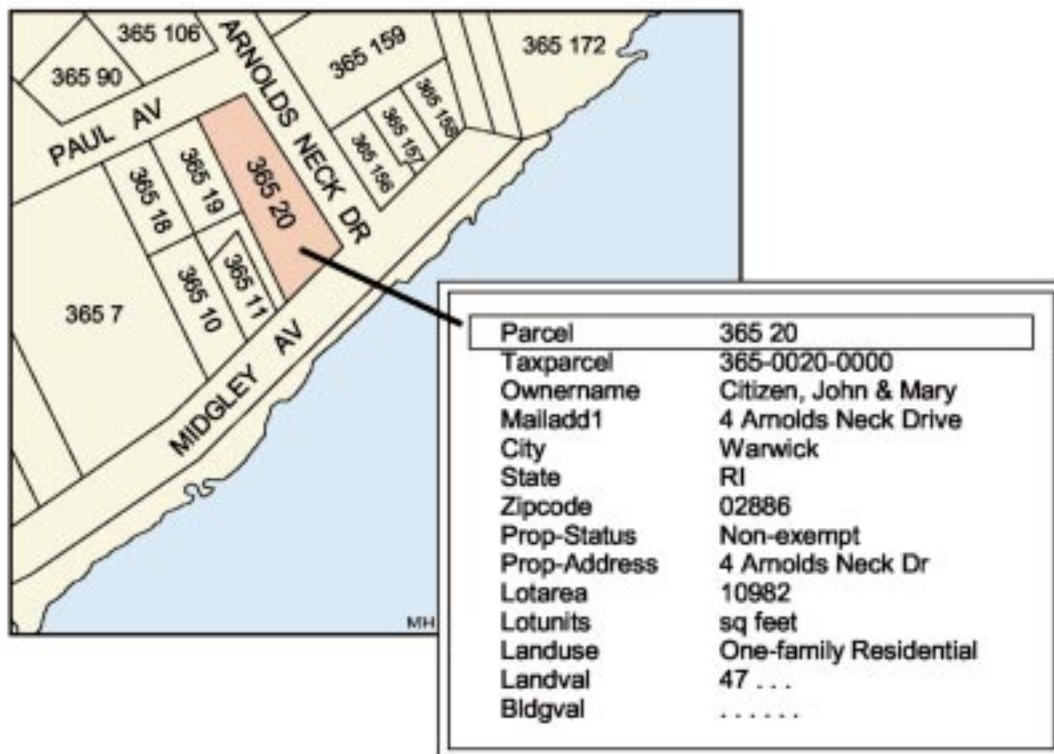 365 106
365 90
PAUL AV
ARNOLDS NECK DR
365 159
365 172
365 158
365 157
365 156
365 20
365 19
365 18
365 11
365 10
365 7
MIDGLEY AV
MH
Parcel 365 20
Taxparcel 365-0020-0000
Ownername Citizen, John & Mary
Mailadd1 4 Arnolds Neck Drive
City Warwick
State RI
Zipcode 02886
Prop-Status Non-exempt
Prop-Address 4 Arnolds Neck Dr
Lotarea 10982
Lotunits sq feet
Landuse One-family Residential
Landval 47 . . .
Bldgval . . . . . .